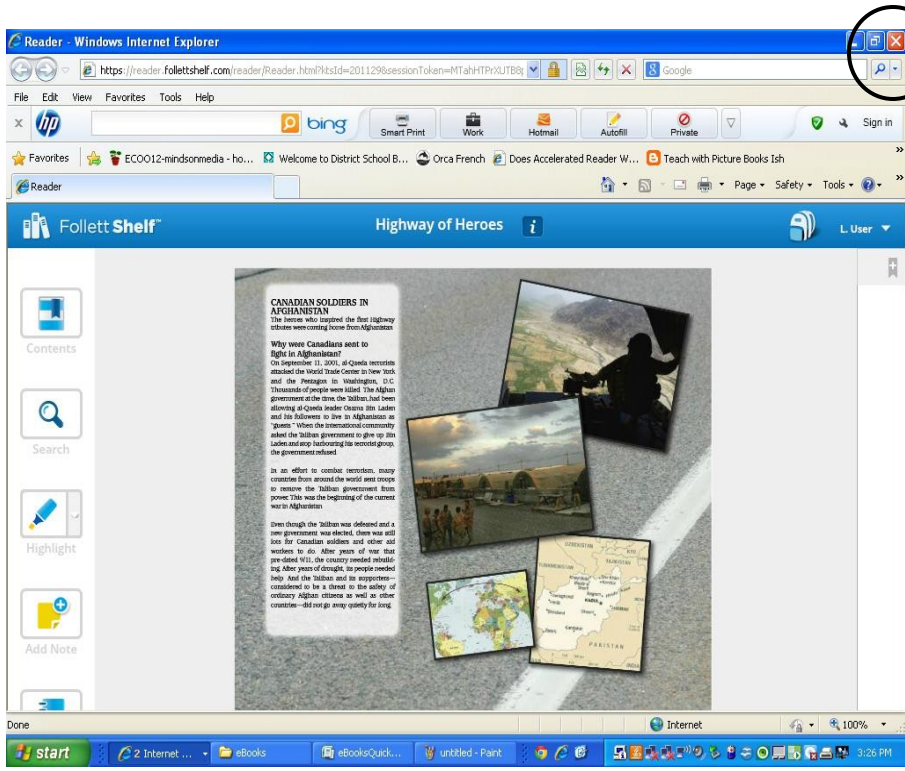 Reader - Windows Internet Explorer
https://reader.follettshelf.com/reader/Reader.html?ktsId=201129&sessionToken=MTahHTPrXUTB8
Google
File Edit View Favorites Tools Help
x hp bing Smart Print Work Hotmail Autofill Private Sign in
Favorites ECOO12-mindsonmedia - ho... Welcome to District School B... Orca French Does Accelerated Reader W... Teach with Picture Books Ish »
Reader Page Safety Tools »
Follett Shelf™ Highway of Heroes i L. User
Contents
Search
Highlight
Add Note
CANADIAN SOLDIERS IN
AFGHANISTAN
The heroes who inspired the first Highway
tributes were coming home from Afghanistan
Why were Canadians sent to
fight in Afghanistan?
On September 11, 2001, al-Qaeda terrorists
attacked the World Trade Center in New York
and the Pentagon in Washington, D.C.
Thousands of people were killed. The Afghan
government at the time, the Taliban, had been
allowing al-Qaeda leader Osama Bin Laden
and his followers to live in Afghanistan as
"guests." When the international community
asked the Taliban government to give up Bin
Laden and stop harbouring his terrorist group,
the government refused.
In an effort to combat terrorism, many
countries from around the world sent troops
to remove the Taliban government from
power. This was the beginning of the current
war in Afghanistan
Even though the Taliban was defeated and a
new government was elected, there was still
lots for Canadian soldiers and other aid
workers to do. After years of war that
pre-dated 9/11, the country needed rebuild-
ing. After years of drought, its people needed
help. And the Taliban and its supporters—
considered to be a threat to the safety of
ordinary Afghan citizens as well as other
countries—did not go away quietly for long.
UZBEKISTAN
PAKISTAN
INDIA
Done Internet 100%
start 2 Internet ... eBooks eBooksQuick... untitled - Paint 3:26 PM